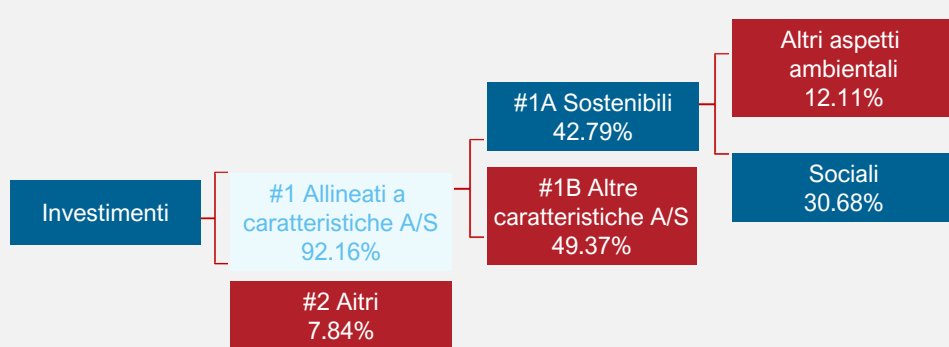 Investimenti
#1 Allineati a
caratteristiche A/S
92.16%
#2 Aitri
7.84%
#1A Sostenibili
42.79%
#1B Altre
caratteristiche A/S
49.37%
Altri aspetti
ambientali
12.11%
Sociali
30.68%